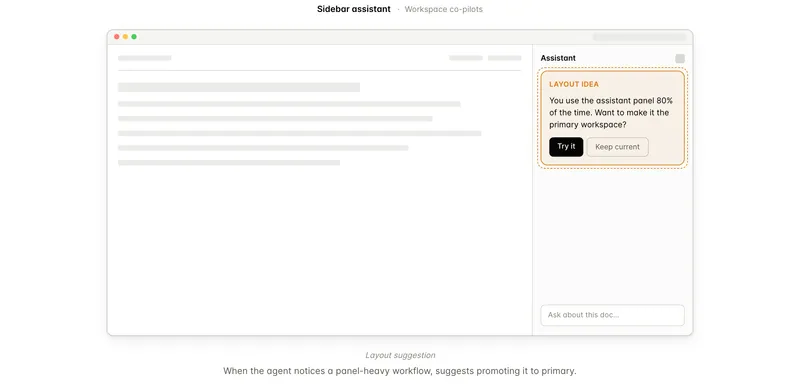 Sidebar assistant · Workspace co-pilots
Assistant
LAYOUT IDEA
You use the assistant panel 80%
of the time. Want to make it the
primary workspace?
Try it Keep current
Ask about this doc...
Layout suggestion
When the agent notices a panel-heavy workflow, suggests promoting it to primary.